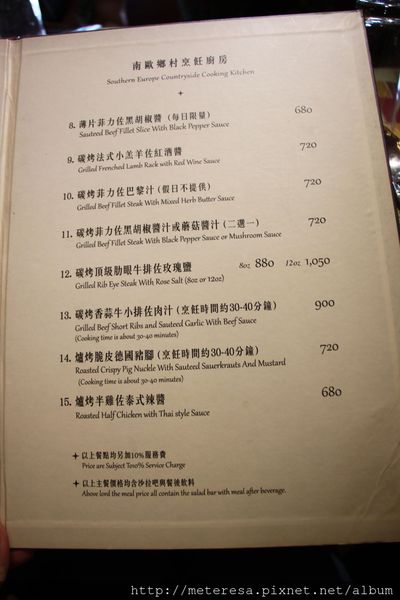 南歐鄉村烹飪廚房
Southern Europe Countryside Cooking Kitchen
8. 薄片菲力佐黑胡椒醬 (每日限量) 680
Sauteed Beef Fillet Slice With Black Pepper Sauce
9. 碳烤法式小羔羊佐紅酒醬 720
Grilled Frenched Lamb Rack with Red Wine Sauce
10. 碳烤菲力佐巴黎汁 (假日不提供) 720
Grilled Beef Fillet Steak With Mixed Herb Butter Sauce
11. 碳烤菲力佐黑胡椒醬汁或蘑菇醬汁 (二選一) 720
Grilled Beef Fillet Steak With Black Pepper Sauce or Mushroom Sauce
12. 碳烤頂級肋眼牛排佐玫瑰鹽 8oz 880 12oz 1,050
Grilled Rib Eye Steak With Rose Salt (8oz or 12oz)
13. 碳烤香蒜牛小排佐肉汁 (烹飪時間約30-40分鐘) 900
Grilled Beef Short Ribs and Sauteed Garlic With Beef Sauce
(Cooking time is about 30-40 minutes)
14. 爐烤脆皮德國豬腳 (烹飪時間約30-40分鐘) 720
Roasted Crispy Pig Nuckle With Sauteed Sauerkrauts And Mustard
(Cooking time is about 30-40 minutes)
15. 爐烤半雞佐泰式辣醬 680
Roasted Half Chicken with Thai style Sauce
以上餐點均另加10%服務費
Price are Subject To10% Service Charge
以上主餐價格均含沙拉吧與餐後飲料
Above lord the meal price all contain the salad bar with meal after beverage.
http://meteresa.pixnet.net/album